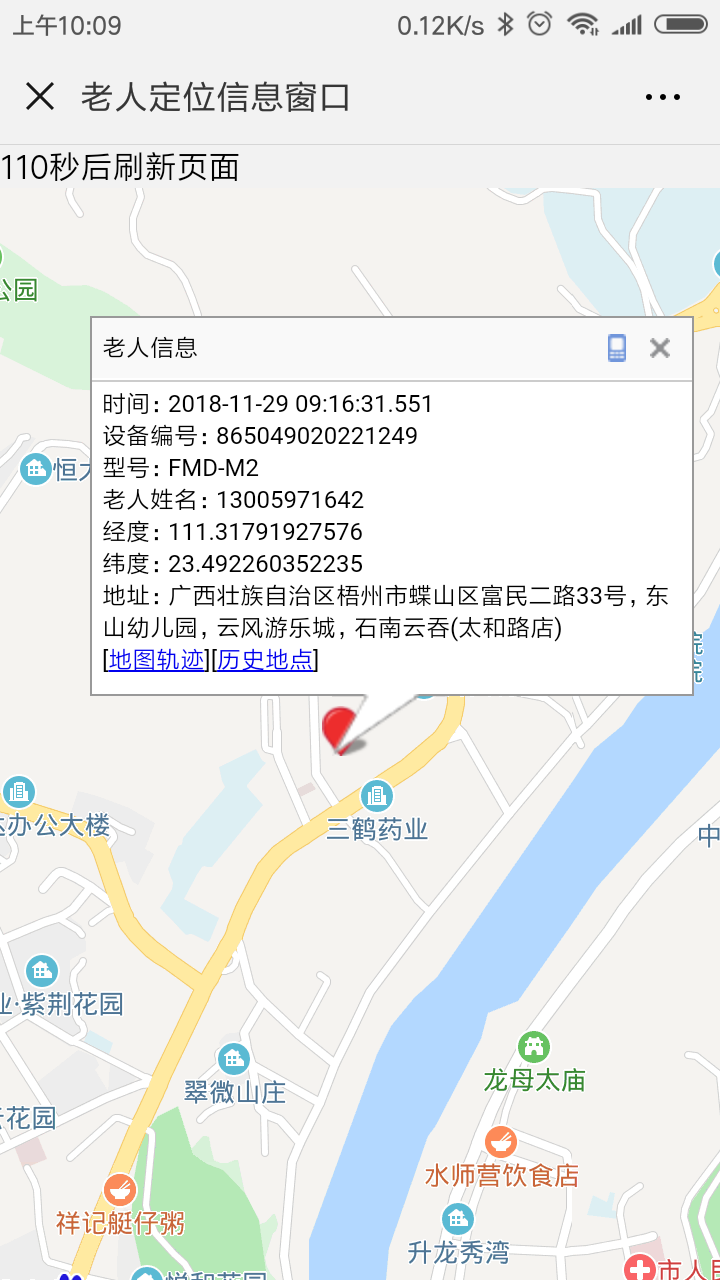 上午10:09
0.12K/s
老人定位信息窗口
110秒后刷新页面
公园
老人信息
时间：2018-11-29 09:16:31.551
设备编号：865049020221249
型号：FMD-M2
恒大
老人姓名：13005971642
经度：111.31791927576
纬度：23.492260352235
地址：广西壮族自治区梧州市蝶山区富民二路33号，东
山幼儿园，云风游乐城，石南云吞(太和路店)
[地图轨迹][历史地点]
院
院
三鹤药业
办公大楼
中
业·紫荆花园
龙母太庙
翠微山庄
花园
水师营饮食店
祥记艇仔粥
升龙秀湾
悦和花园
市人民